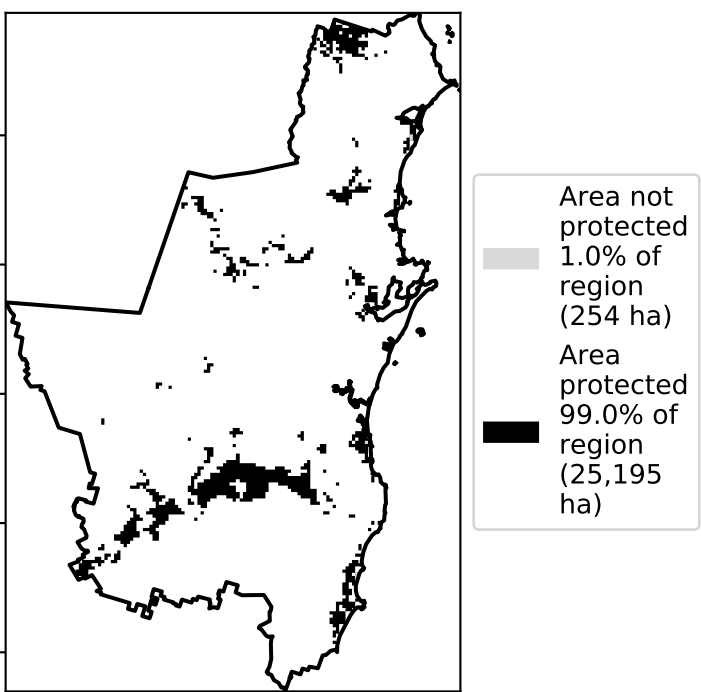 Area not
protected
1.0% of
region
(254 ha)
Area
protected
99.0% of
region
(25,195
ha)